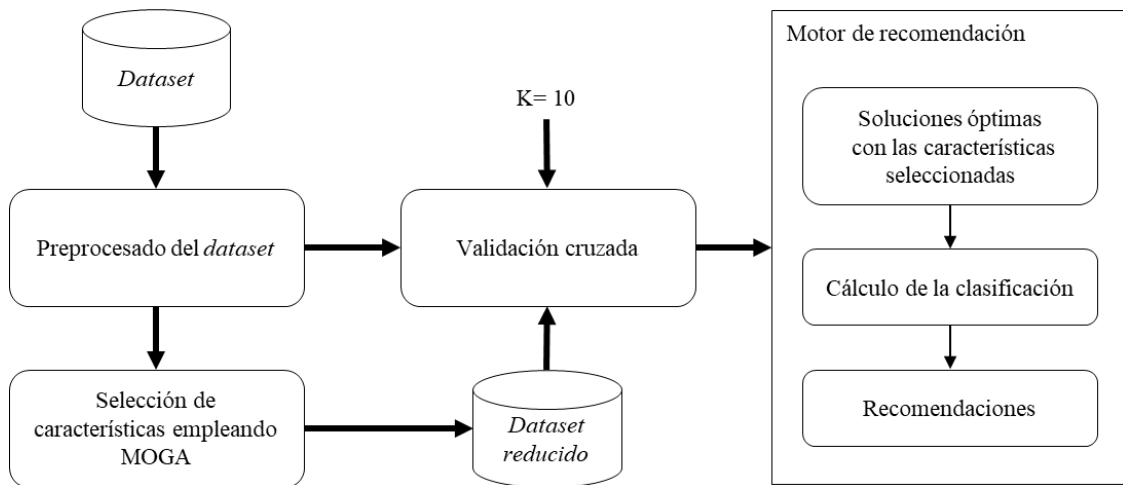 Dataset
Preprocesado del dataset
Selección de
características empleando
MOGA
K= 10
Validación cruzada
Dataset
reducido
Motor de recomendación
Soluciones óptimas
con las características
seleccionadas
Cálculo de la clasificación
Recomendaciones